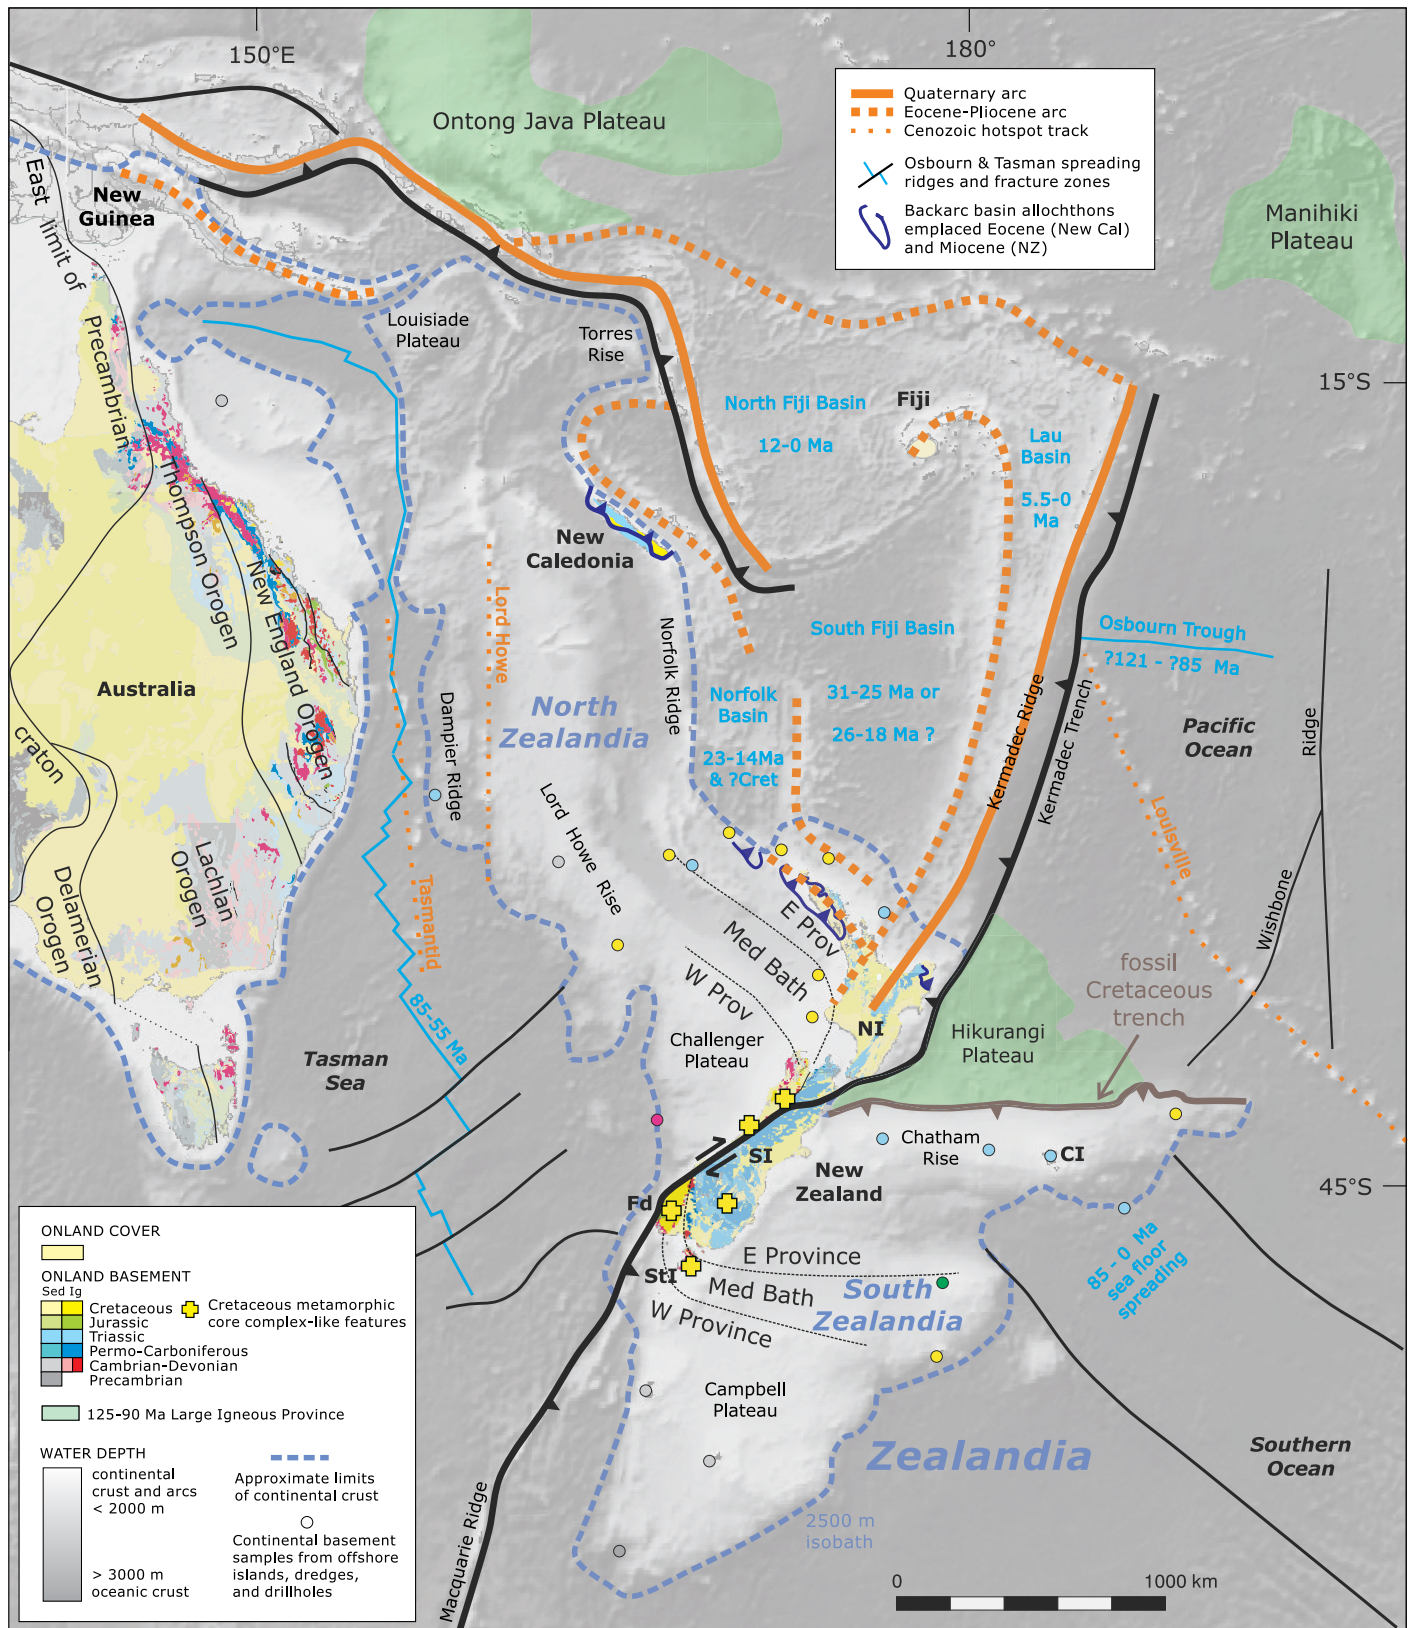 150°E
180°
Quaternary arc
Eocene-Pliocene arc
Cenozoic hotspot track
Osbourn & Tasman spreading
ridges and fracture zones
Backarc basin allochthons
emplaced Eocene (New Cal)
and Miocene (NZ)
Ontong Java Plateau
Manihiki
Plateau
New
Guinea
East limit of Precambrian craton
Louisiade
Plateau
Torres
Rise
15°S
North Fiji Basin
12-0 Ma
Fiji
Lau
Basin
5.5-0
Ma
Thompson Orogen
New England Orogen
New
Caledonia
Lord Howe
Norfolk Ridge
South Fiji Basin
31-25 Ma or
26-18 Ma ?
Osbourn Trough
?121 - ?85 Ma
Australia
Dampier Ridge
North
Zealandia
Norfolk
Basin
23-14Ma
& ?Cret
Kermadec Ridge
Kermadec Trench
Pacific
Ocean
Ridge
Wishbone
Louisville
Lord Howe Rise
Lachlan
Orogen
Delamerian
Orogen
Tasmantid
E Prov
Med Bath
W Prov
fossil
Cretaceous
trench
85-55 Ma
Challenger
Plateau
NI
Hikurangi
Plateau
Tasman
Sea
Chatham
Rise
CI
SI
New
Zealand
45°S
Fd
StI
E Province
Med Bath
W Province
South
Zealandia
85 - 0 Ma
sea floor
spreading
Campbell
Plateau
Zealandia
Southern
Ocean
2500 m
isobath
Macquarie Ridge
0
1000 km
ONLAND COVER
ONLAND BASEMENT
Sed Ig
Cretaceous
Jurassic
Triassic
Permo-Carboniferous
Cambrian-Devonian
Precambrian
Cretaceous metamorphic
core complex-like features
125-90 Ma Large Igneous Province
WATER DEPTH
continental
crust and arcs
< 2000 m
> 3000 m
oceanic crust
Approximate limits
of continental crust
Continental basement
samples from offshore
islands, dredges,
and drillholes